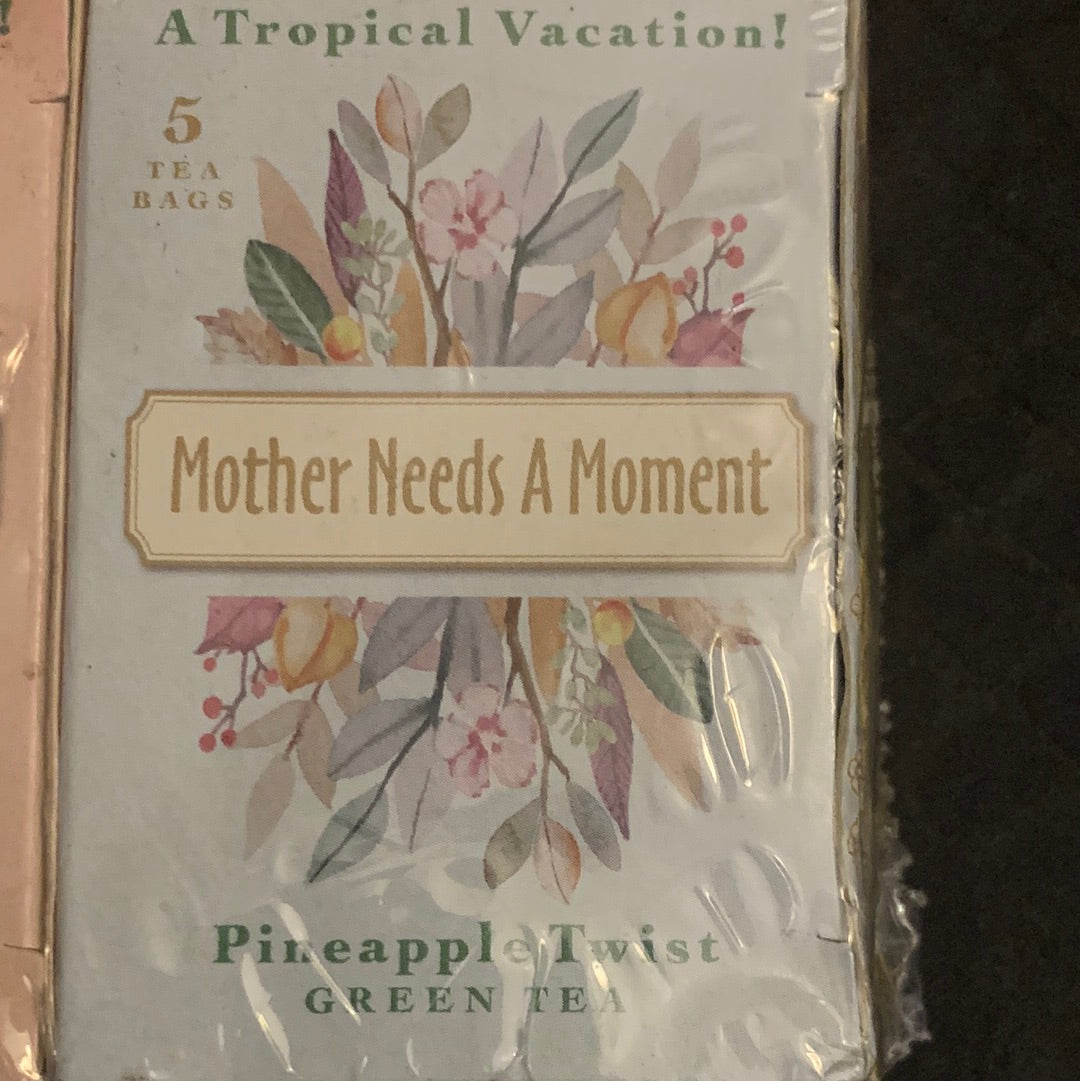 !
A Tropical Vacation!
5
TEA
BAGS
Mother Needs A Moment
Pineapple Twist
GREEN TEA